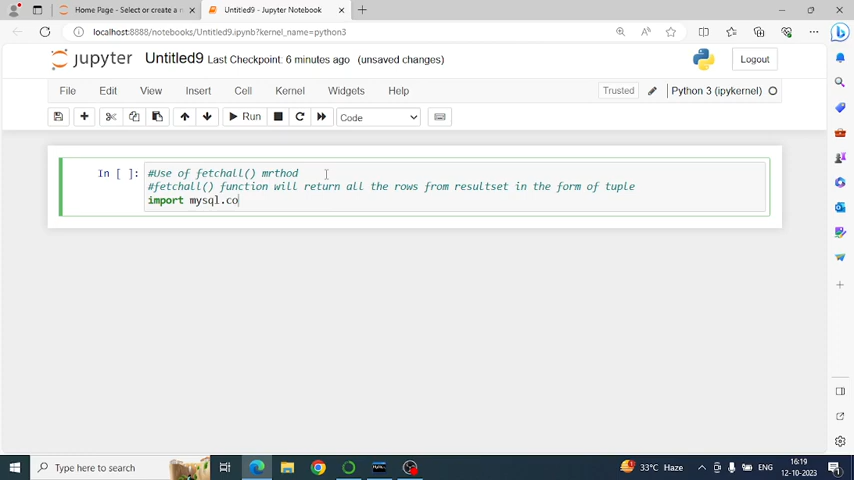 Home Page - Select or create a n
Untitled9 - Jupyter Notebook
localhost:8888/notebooks/Untitled9.ipynb?kernel_name=python3
jupyter Untitled9 Last Checkpoint: 6 minutes ago (unsaved changes)
Logout
File Edit View Insert Cell Kernel Widgets Help
Trusted
Python 3 (ipykernel)
Run
Code
In [ ]:
#Use of fetchall() mrthod
#fetchall() function will return all the rows from resultset in the form of tuple
import mysql.co
Type here to search
33°C Haze
ENG
16:19
12-10-2023